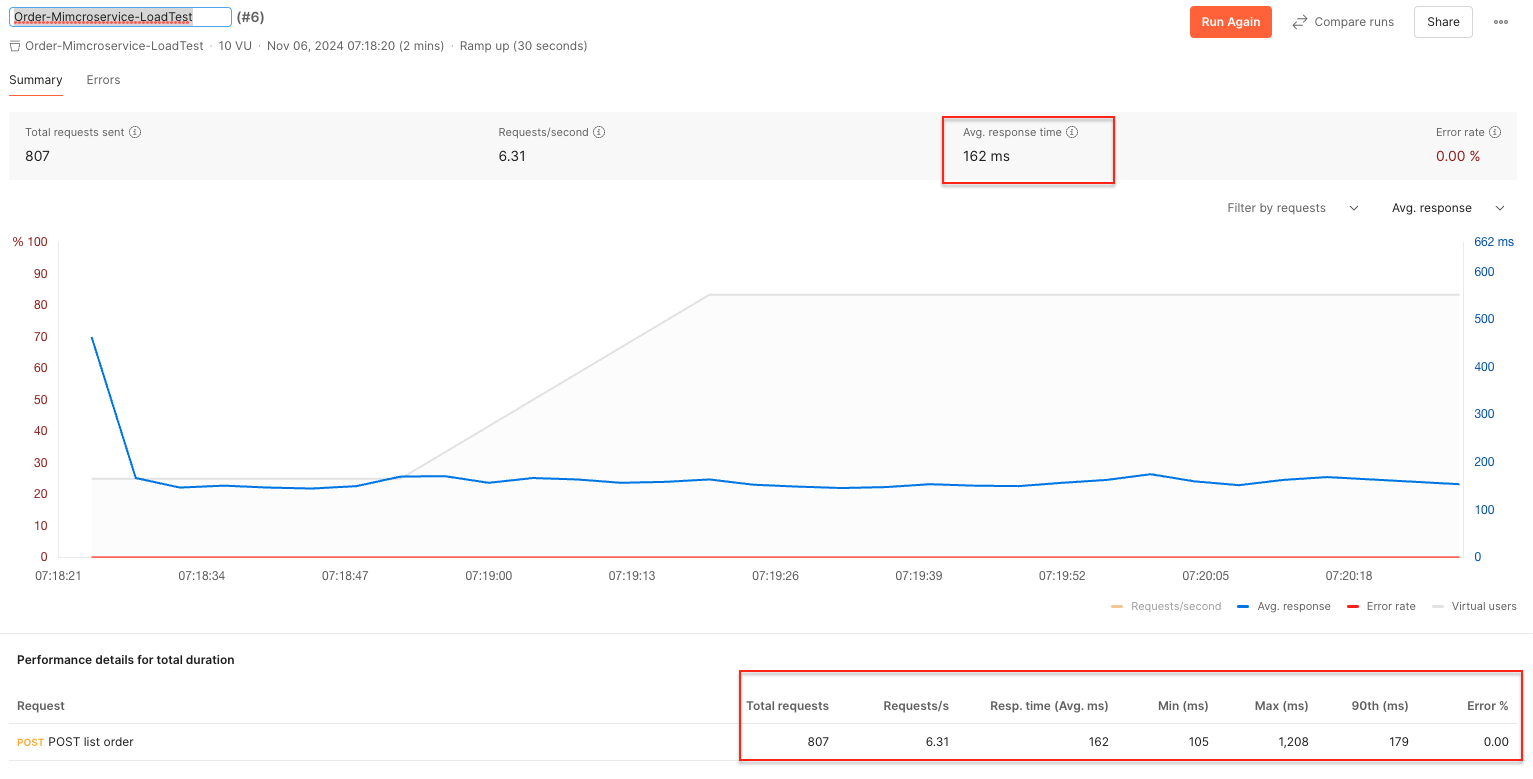 Order-Mimcroservice-LoadTest (#6) Run Again Compare runs Share
Order-Mimcroservice-LoadTest · 10 VU · Nov 06, 2024 07:18:20 (2 mins) · Ramp up (30 seconds)
Summary Errors
Total requests sent Requests/second Avg. response time Error rate
807 6.31 162 ms 0.00 %
Filter by requests Avg. response
% 100 662 ms
90 600
80 500
70
60 400
50
40 300
30 200
20
10 100
0 0
07:18:21 07:18:34 07:18:47 07:19:00 07:19:13 07:19:26 07:19:39 07:19:52 07:20:05 07:20:18
Requests/second Avg. response Error rate Virtual users
Performance details for total duration
Request Total requests Requests/s Resp. time (Avg. ms) Min (ms) Max (ms) 90th (ms) Error %
POST POST list order 807 6.31 162 105 1,208 179 0.00